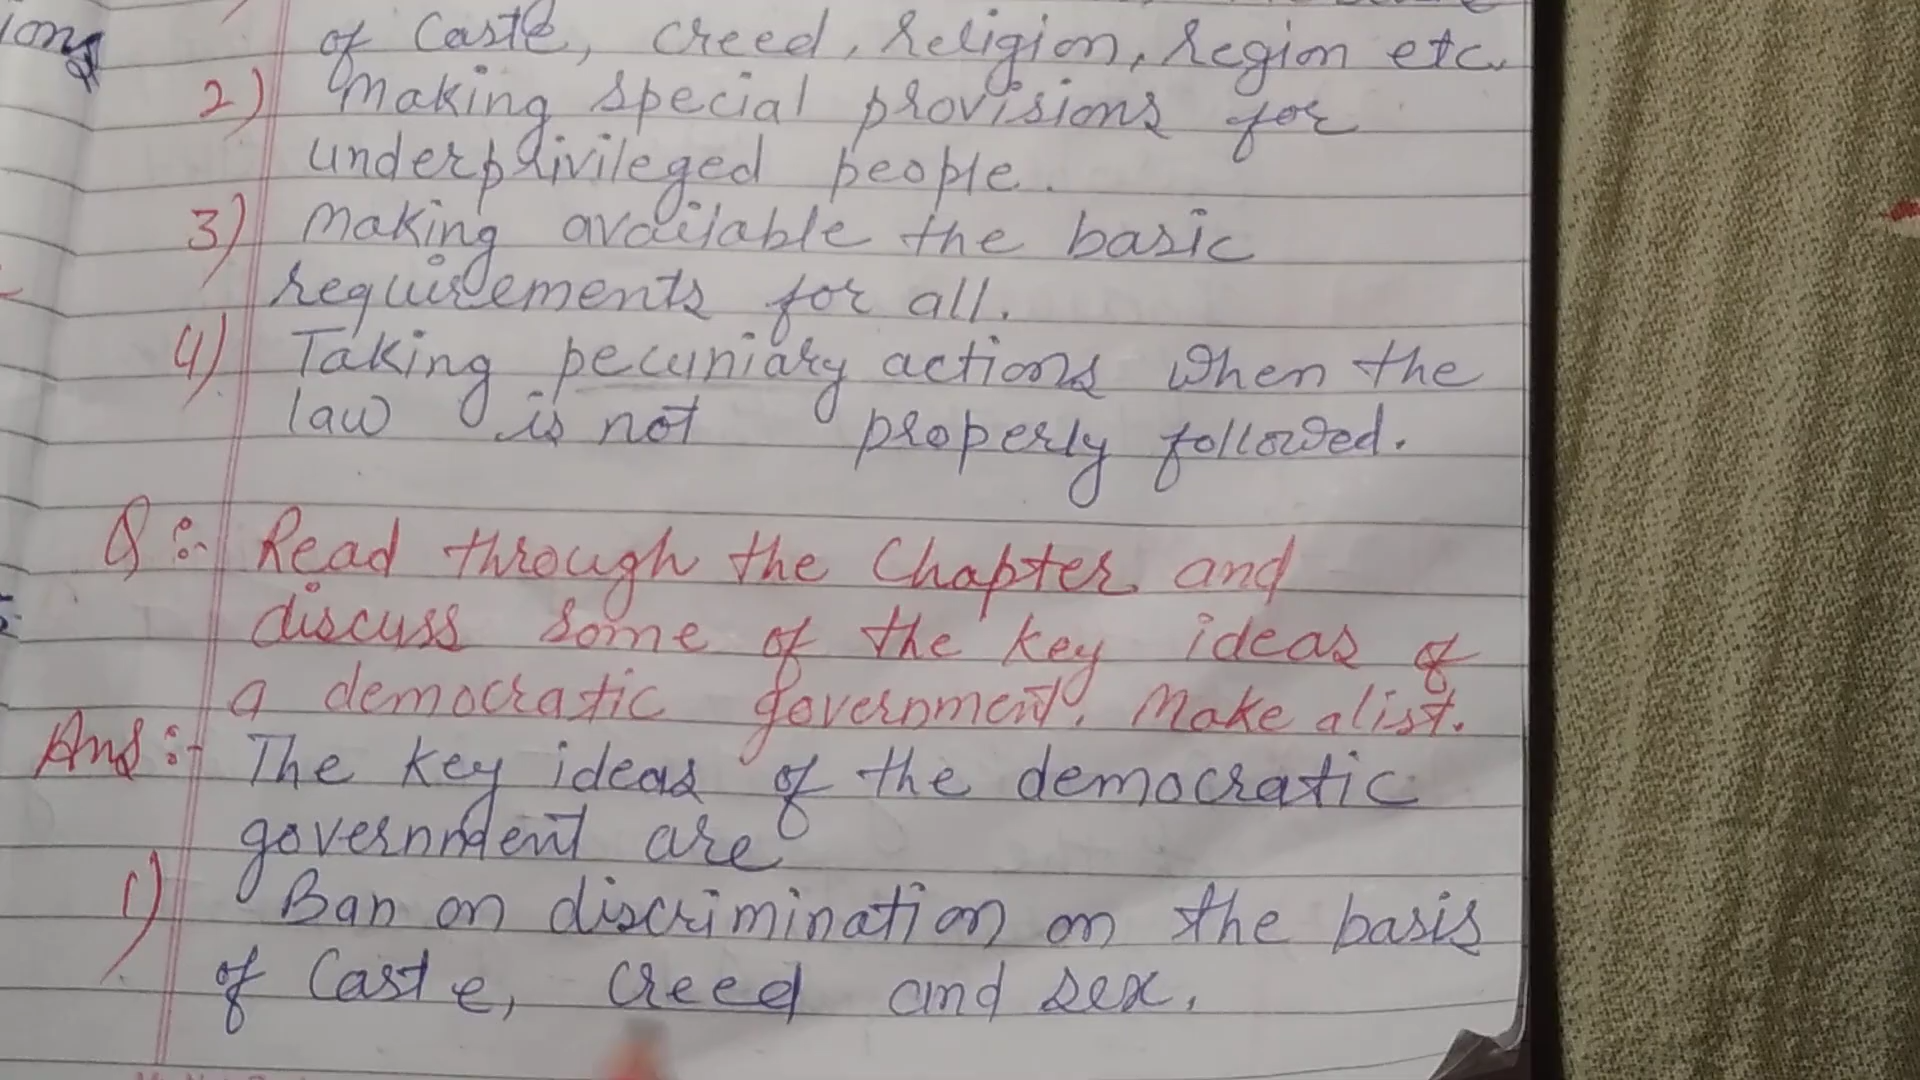 of Caste, creed, religion, region etc.
2) Making special provisions for
underprivileged people.
3) Making available the basic
requirements for all.
4) Taking pecuniary actions when the
law is not properly followed.
Q:- Read through the Chapter and
discuss some of the key ideas of
a democratic government. Make a list.
Ans:- The key ideas of the democratic
government are
1) Ban on discrimination on the basis
of Caste, creed and sex.